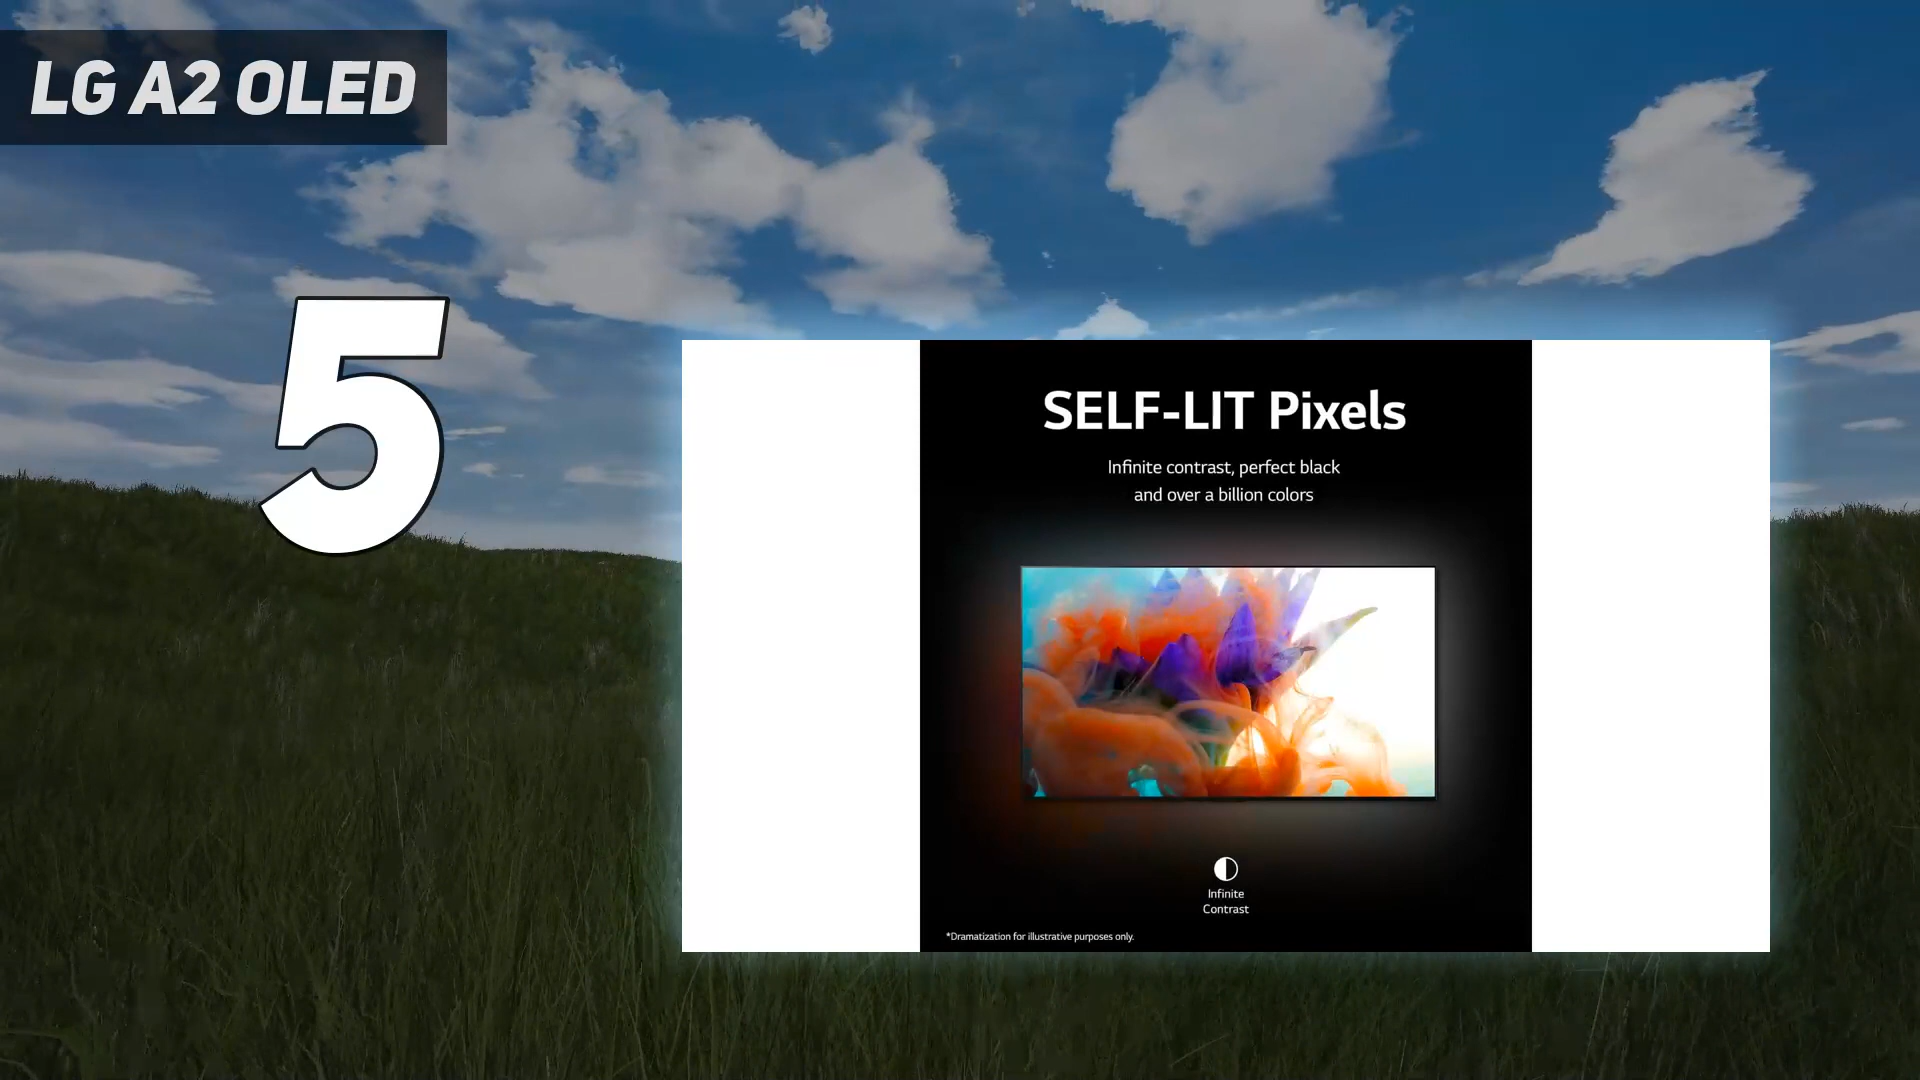 LG A2 OLED
5
SELF-LIT Pixels
Infinite contrast, perfect black
and over a billion colors
Infinite
Contrast
*Dramatization for illustrative purposes only.